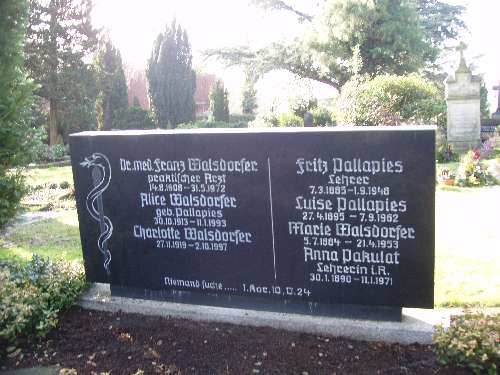 Dr. med. Franz Walsdorfer
praktischer Arzt
14.8.1908 - 31.5.1972
Alice Walsdorfer
geb. Pallapies
30.10.1913 - 11.1.1993
Charlotte Walsdorfer
27.11.1919 - 2.10.1997
Fritz Pallapies
Lehrer
7.3.1885 - 1.9.1948
Luise Pallapies
27.4.1895 - 7.9.1962
Marie Walsdorfer
5.7.1884 - 21.4.1953
Anna Pakulat
Lehrerin i.R.
30.1.1890 - 11.1.1971
Niemand suche ..... 1. Kor. 10. V. 24